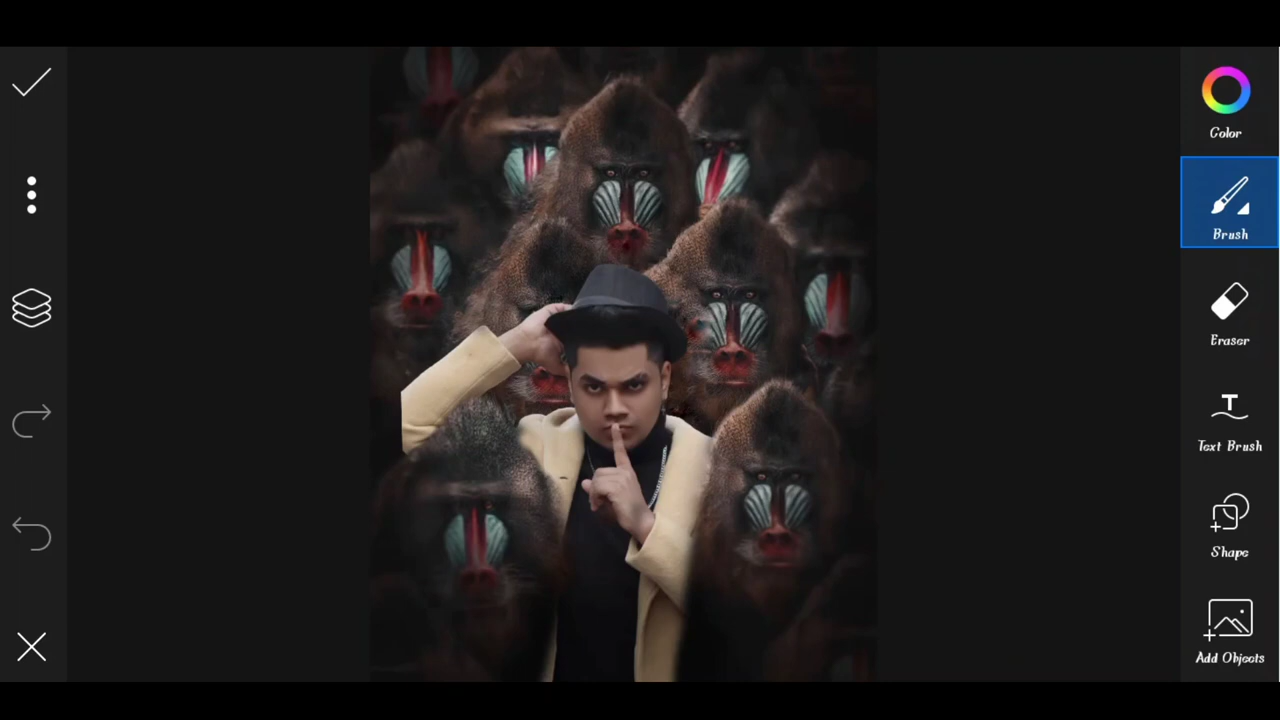 Color
Brush
Eraser
Text Brush
Shape
Add Objects